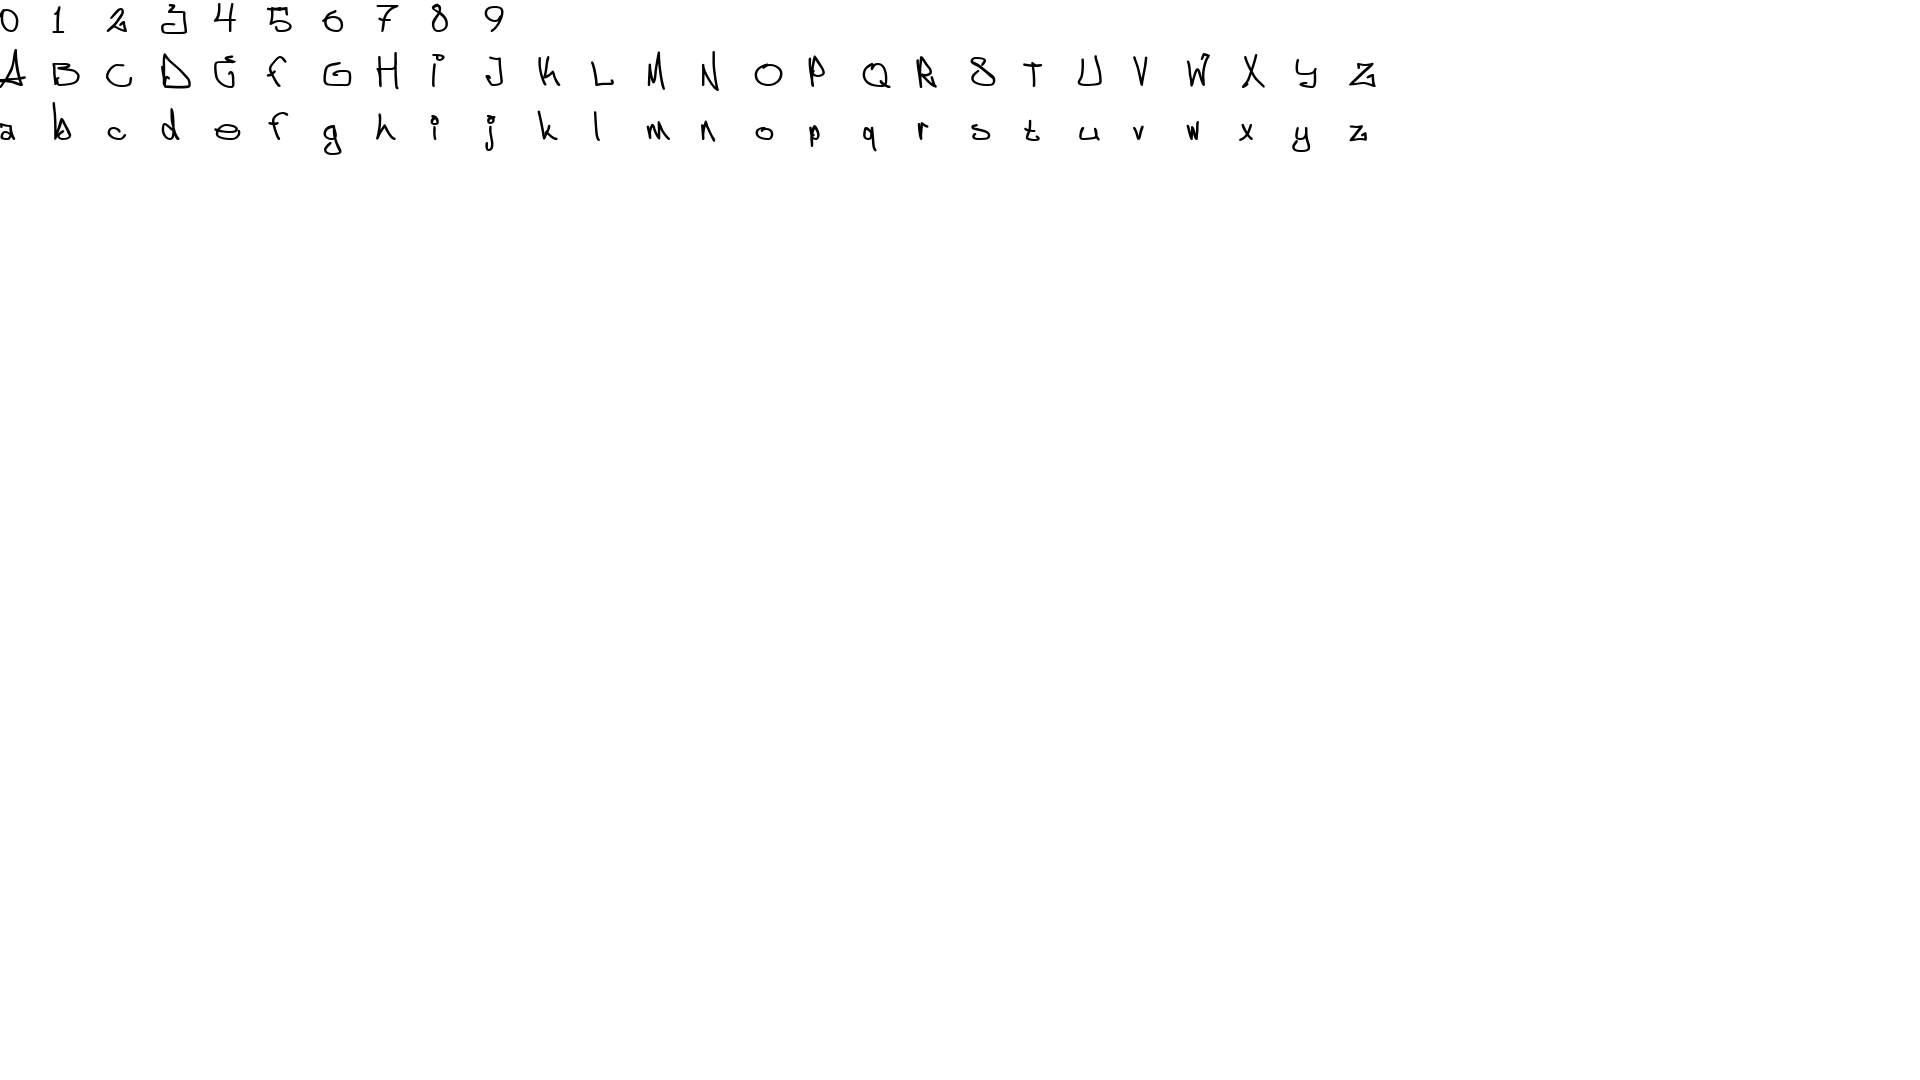 0 1 2 3 4 5 6 7 8 9
A B C D E F G H I J K L M N O P Q R S T U V W X Y Z
a b c d e f g h i j k l m n o p q r s t u v w x y z